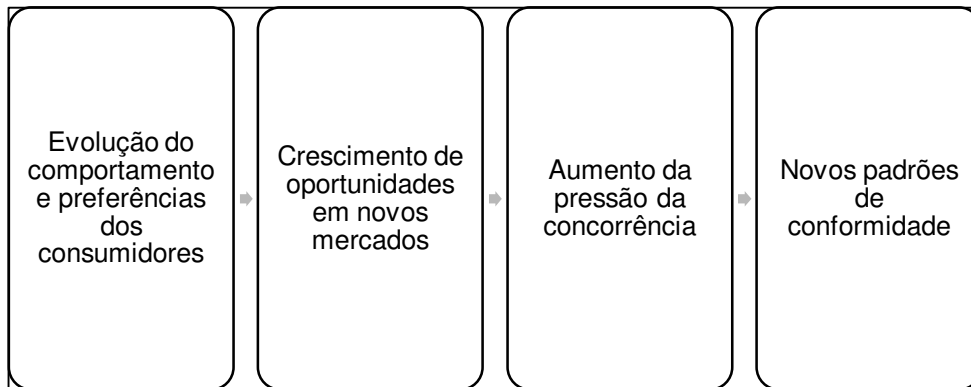 Evolução do
comportamento
e preferências
dos
consumidores
Crescimento de
oportunidades
em novos
mercados
Aumento da
pressão da
concorrência
Novos padrões
de
conformidade